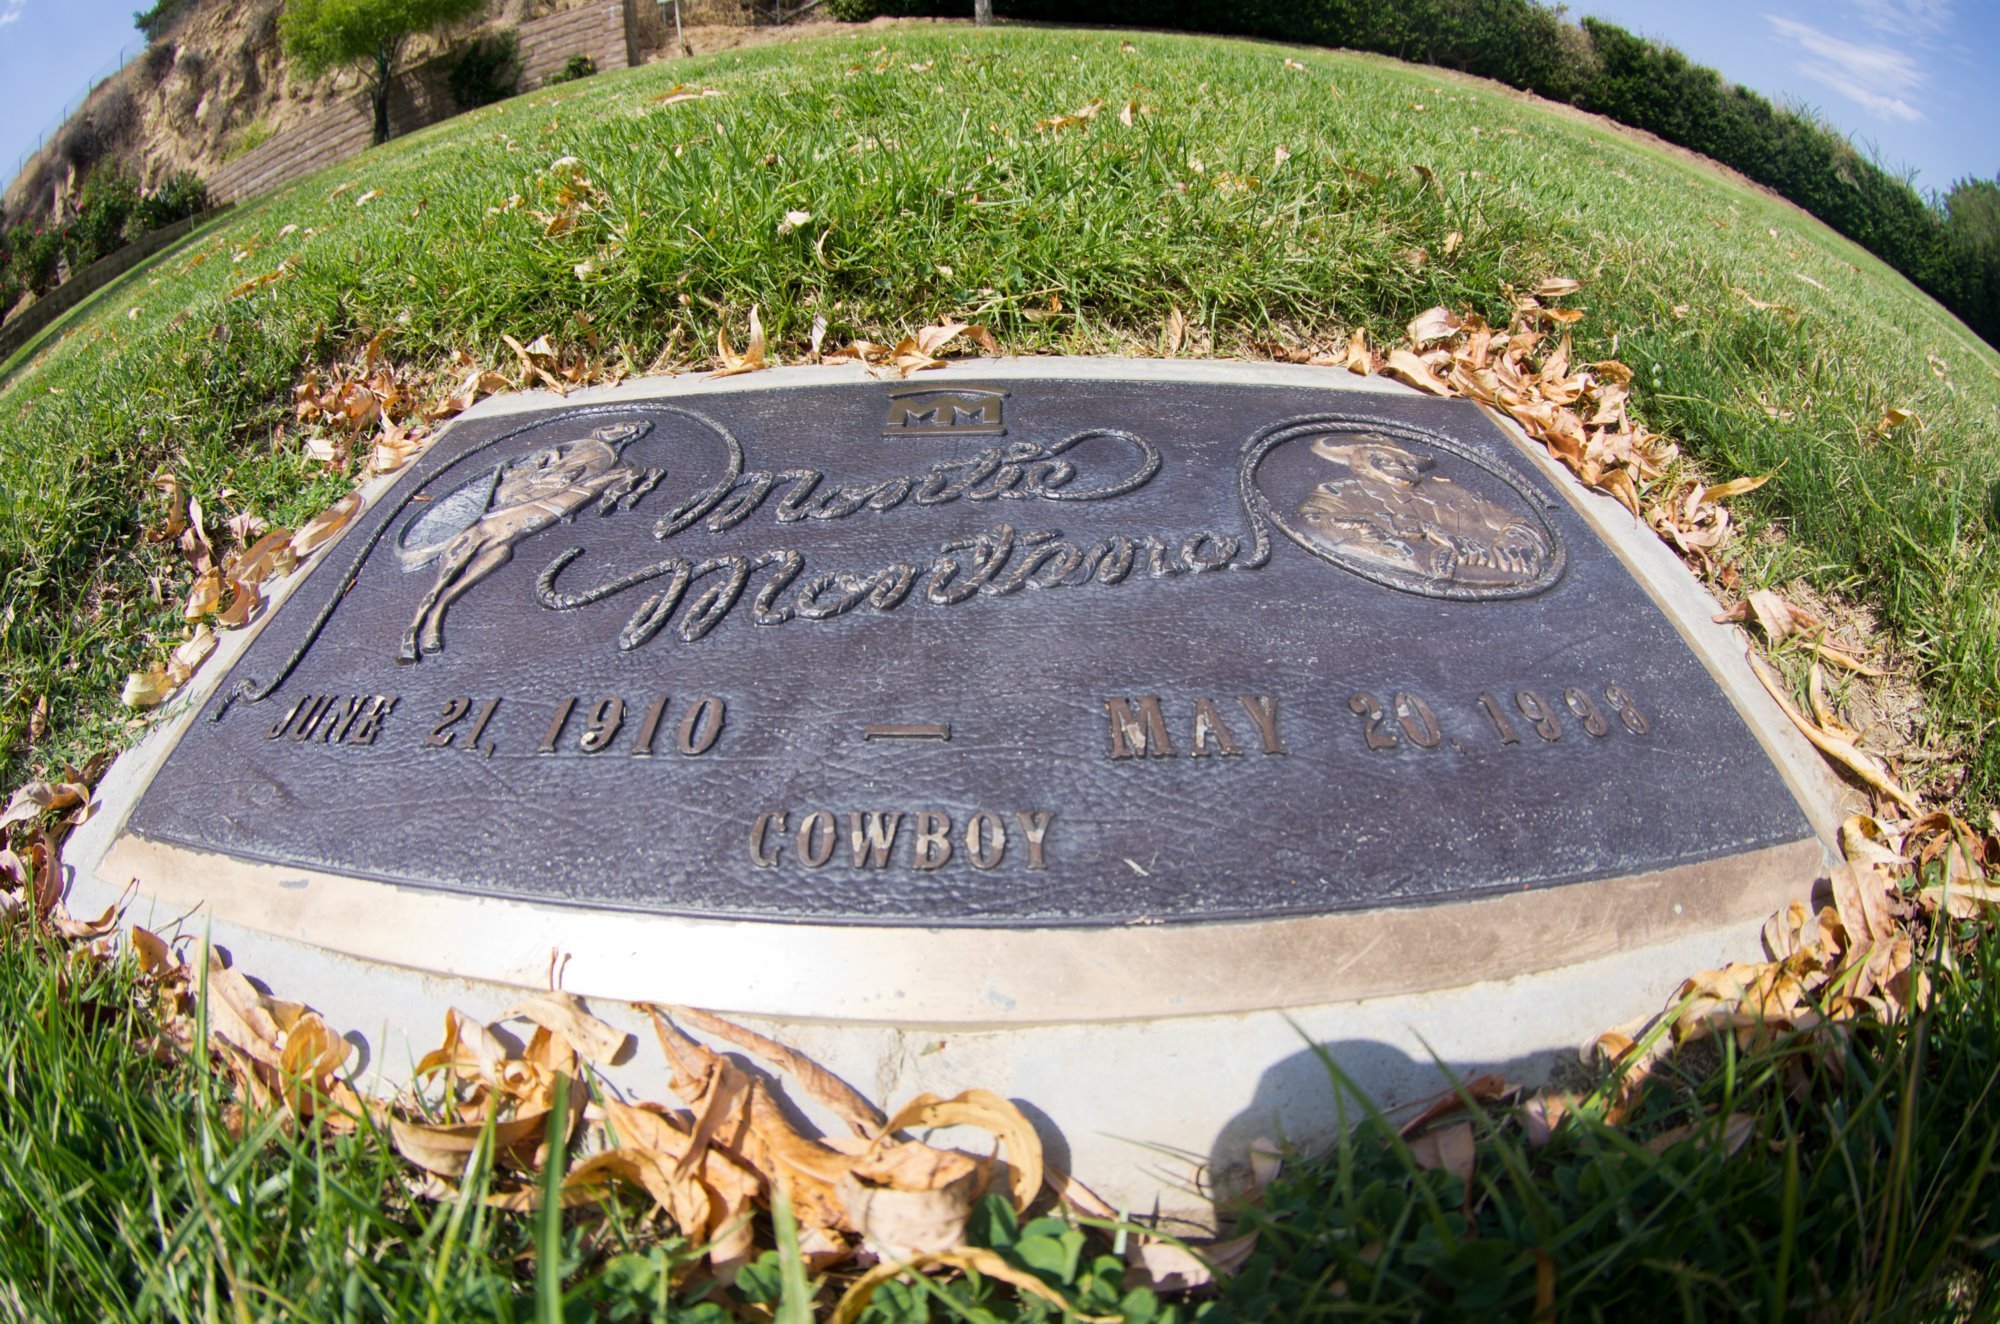 MM
Montie
Montana
JUNE 21, 1910 — MAY 20, 1998
COWBOY